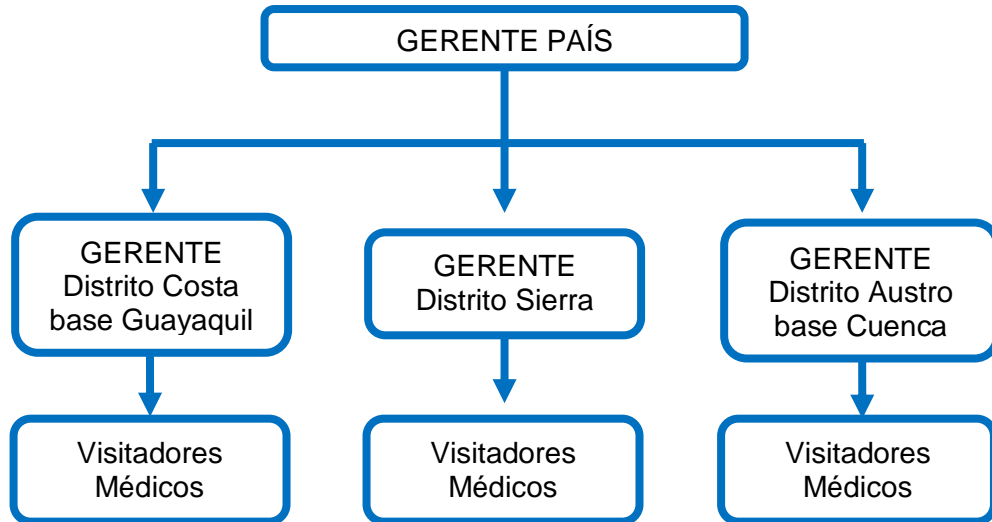 GERENTE PAÍS
GERENTE
Distrito Costa
base Guayaquil
GERENTE
Distrito Sierra
GERENTE
Distrito Austro
base Cuenca
Visitadores
Médicos
Visitadores
Médicos
Visitadores
Médicos